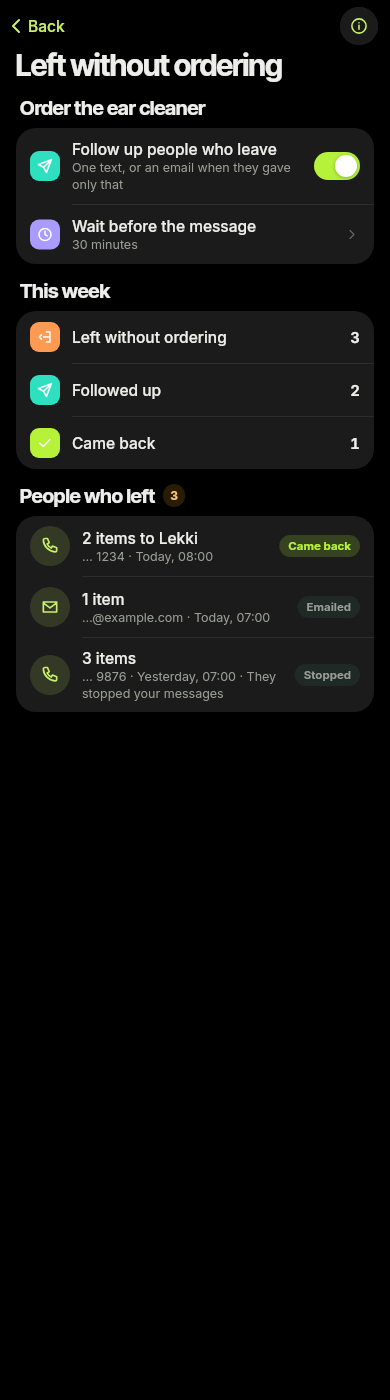 Back
Left without ordering
Order the ear cleaner
Follow up people who leave
One text, or an email when they gave
only that
Wait before the message
30 minutes
This week
Left without ordering 3
Followed up 2
Came back 1
People who left 3
2 items to Lekki
... 1234 · Today, 08:00
Came back
1 item
...@example.com · Today, 07:00
Emailed
3 items
... 9876 · Yesterday, 07:00 · They
stopped your messages
Stopped